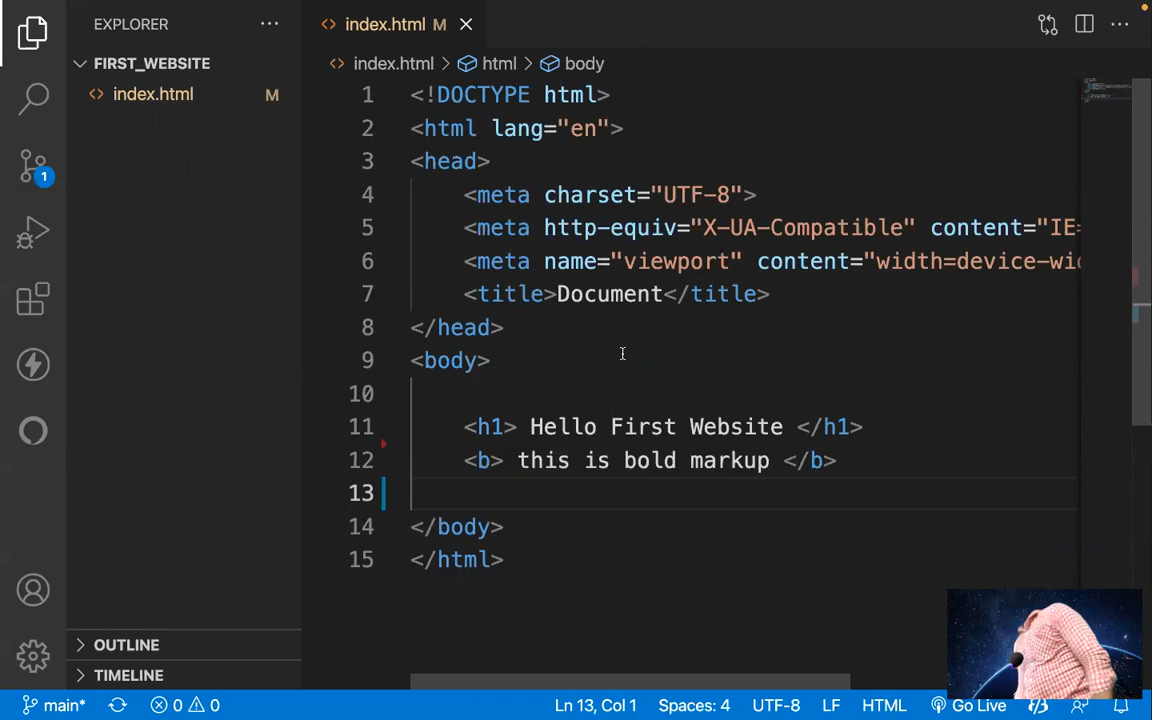 EXPLORER
FIRST_WEBSITE
index.html M
index.html M
index.html > html > body
1 <!DOCTYPE html>
2 <html lang="en">
3 <head>
4 <meta charset="UTF-8">
5 <meta http-equiv="X-UA-Compatible" content="IE=
6 <meta name="viewport" content="width=device-wid
7 <title>Document</title>
8 </head>
9 <body>
10
11 <h1> Hello First Website </h1>
12 <b> this is bold markup </b>
13
14 </body>
15 </html>
1
OUTLINE
TIMELINE
main* 0 0 Ln 13, Col 1 Spaces: 4 UTF-8 LF HTML Go Live